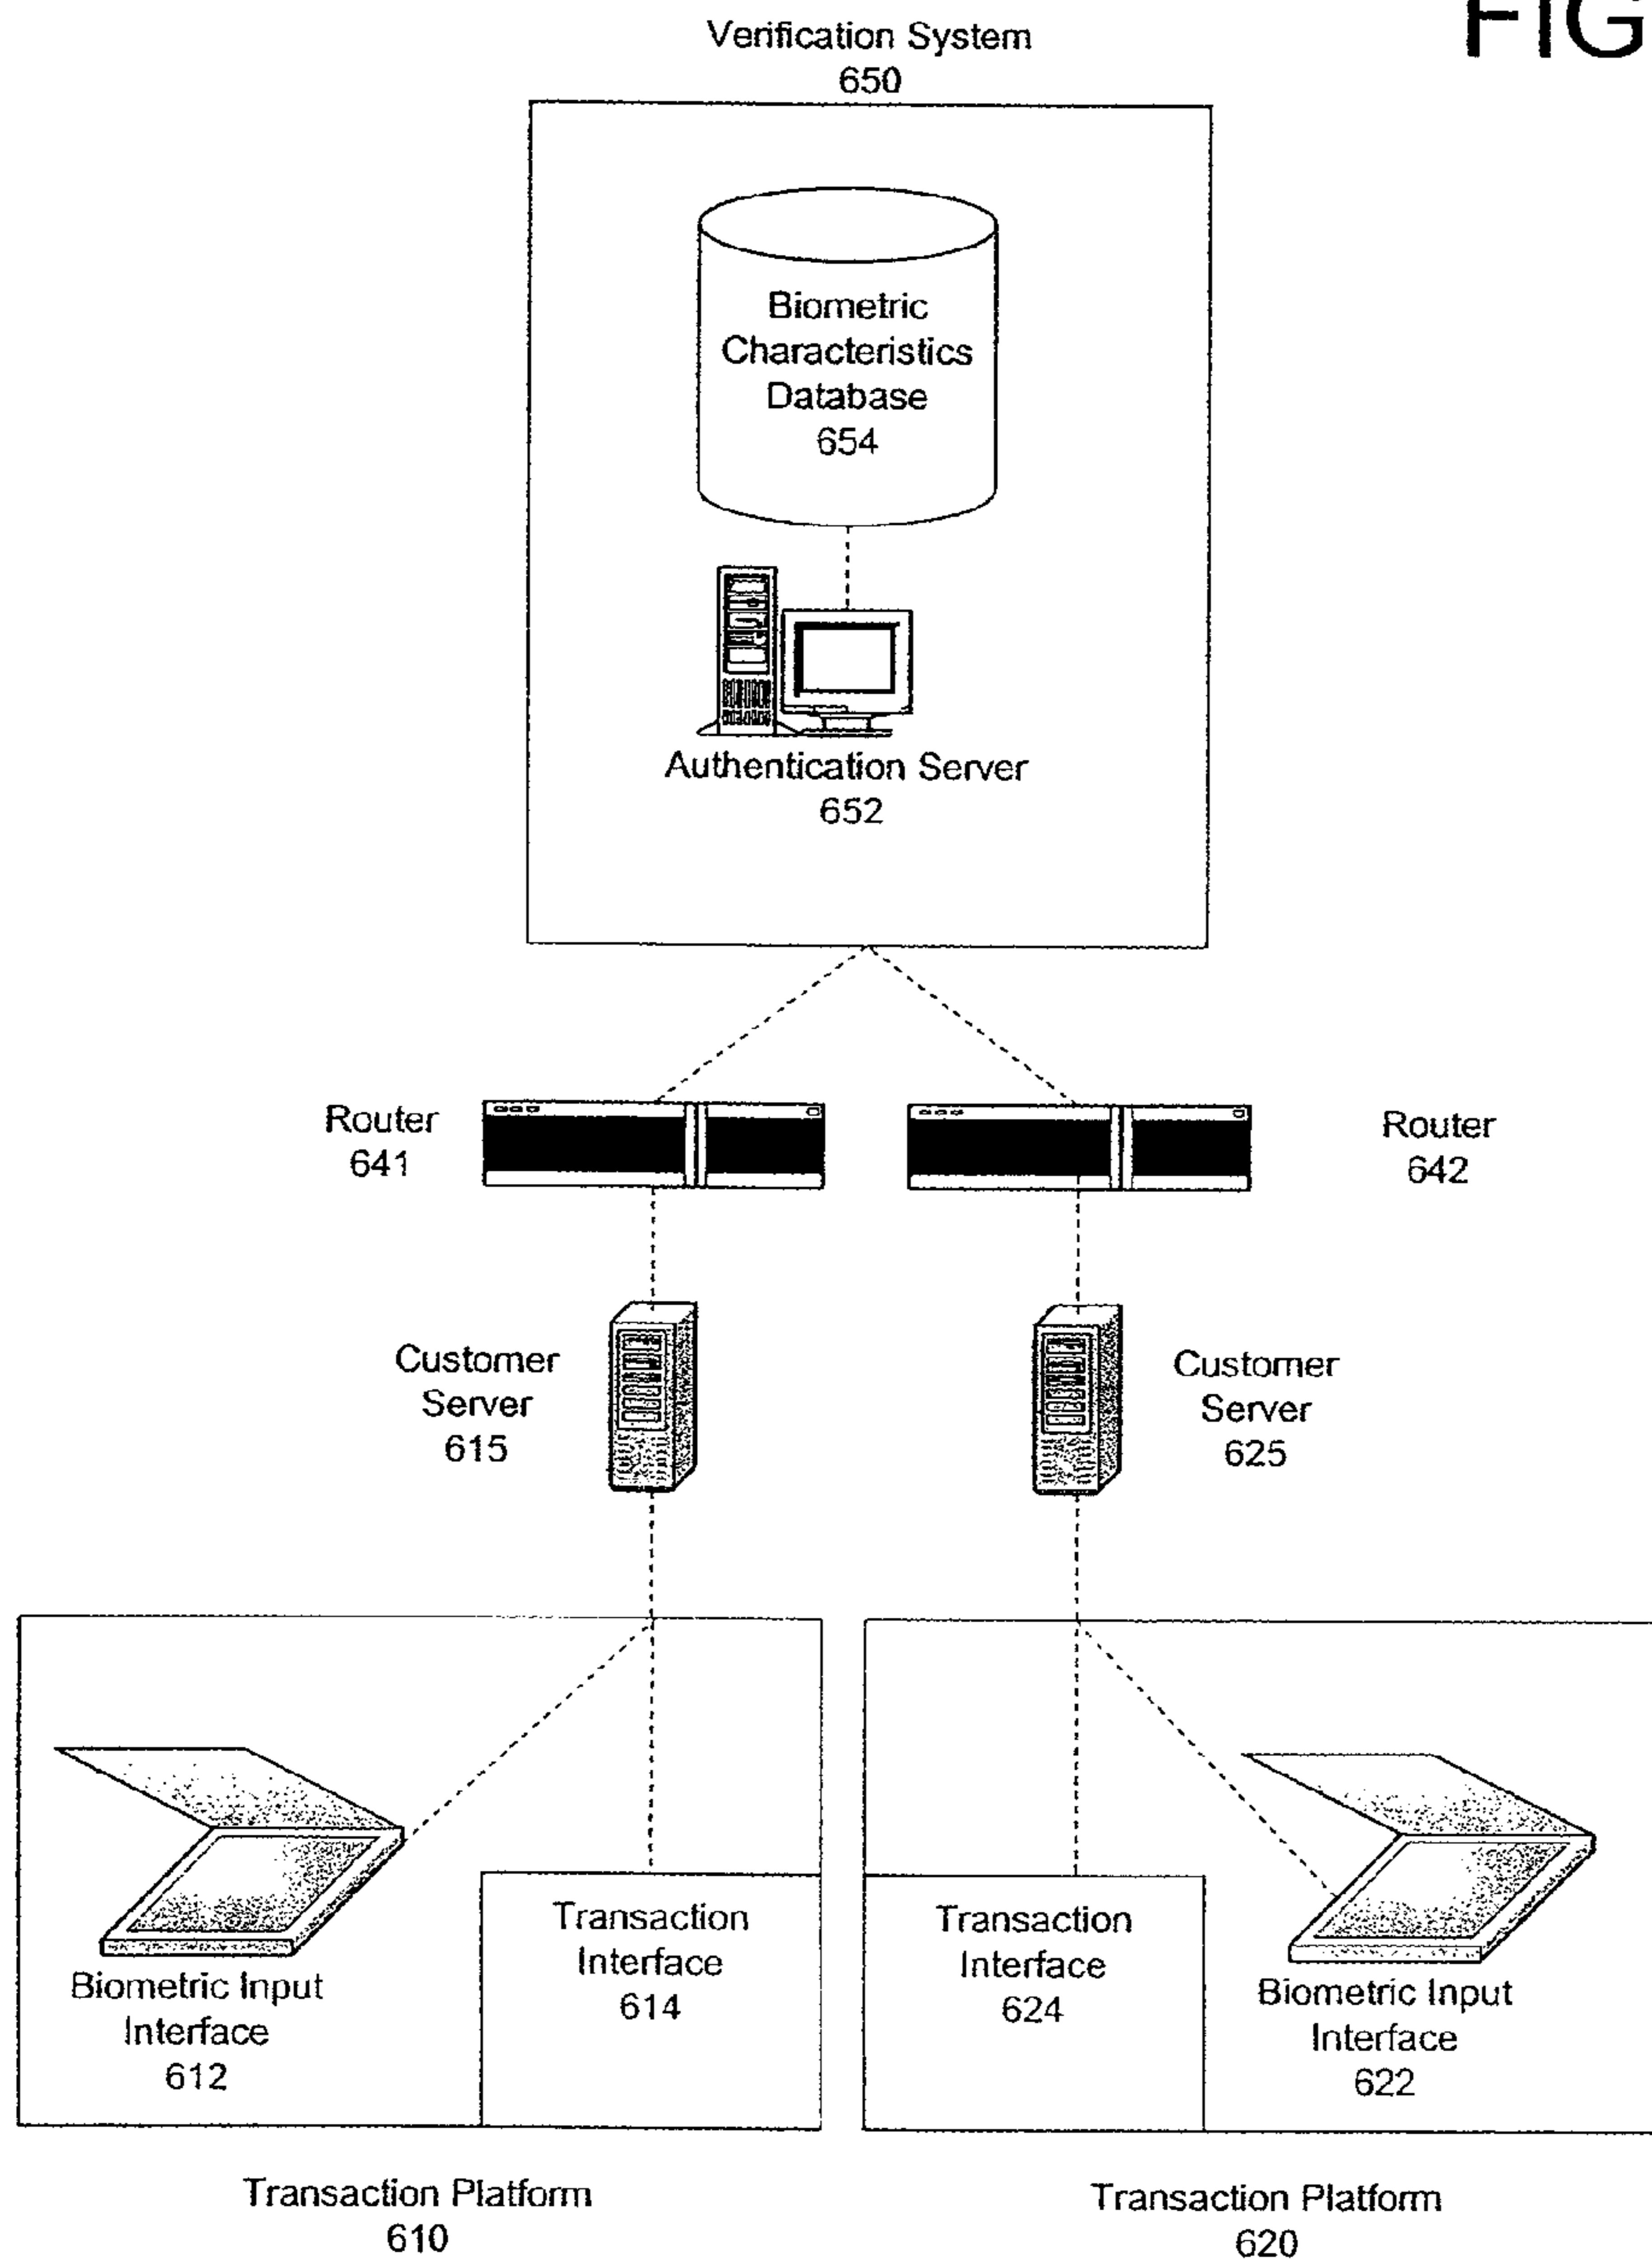 FIG
Verification System
650
Biometric
Characteristics
Database
654
Authentication Server
652
Router
641
Router
642
Customer
Server
615
Customer
Server
625
Biometric Input
Interface
612
Transaction
Interface
614
Transaction
Interface
624
Biometric Input
Interface
622
Transaction Platform
610
Transaction Platform
620